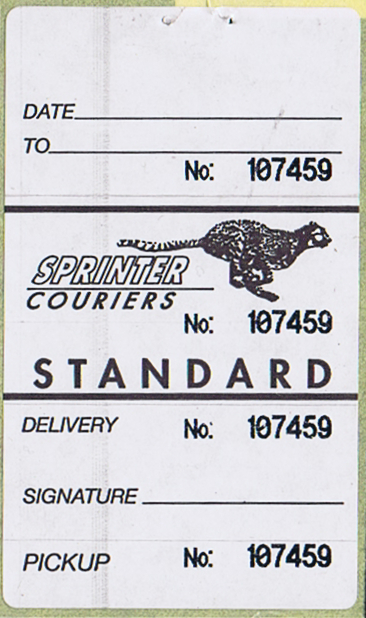 DATE
TO
No: 107459
SPRINTER
COURIERS
No: 107459
STANDARD
DELIVERY No: 107459
SIGNATURE
PICKUP No: 107459